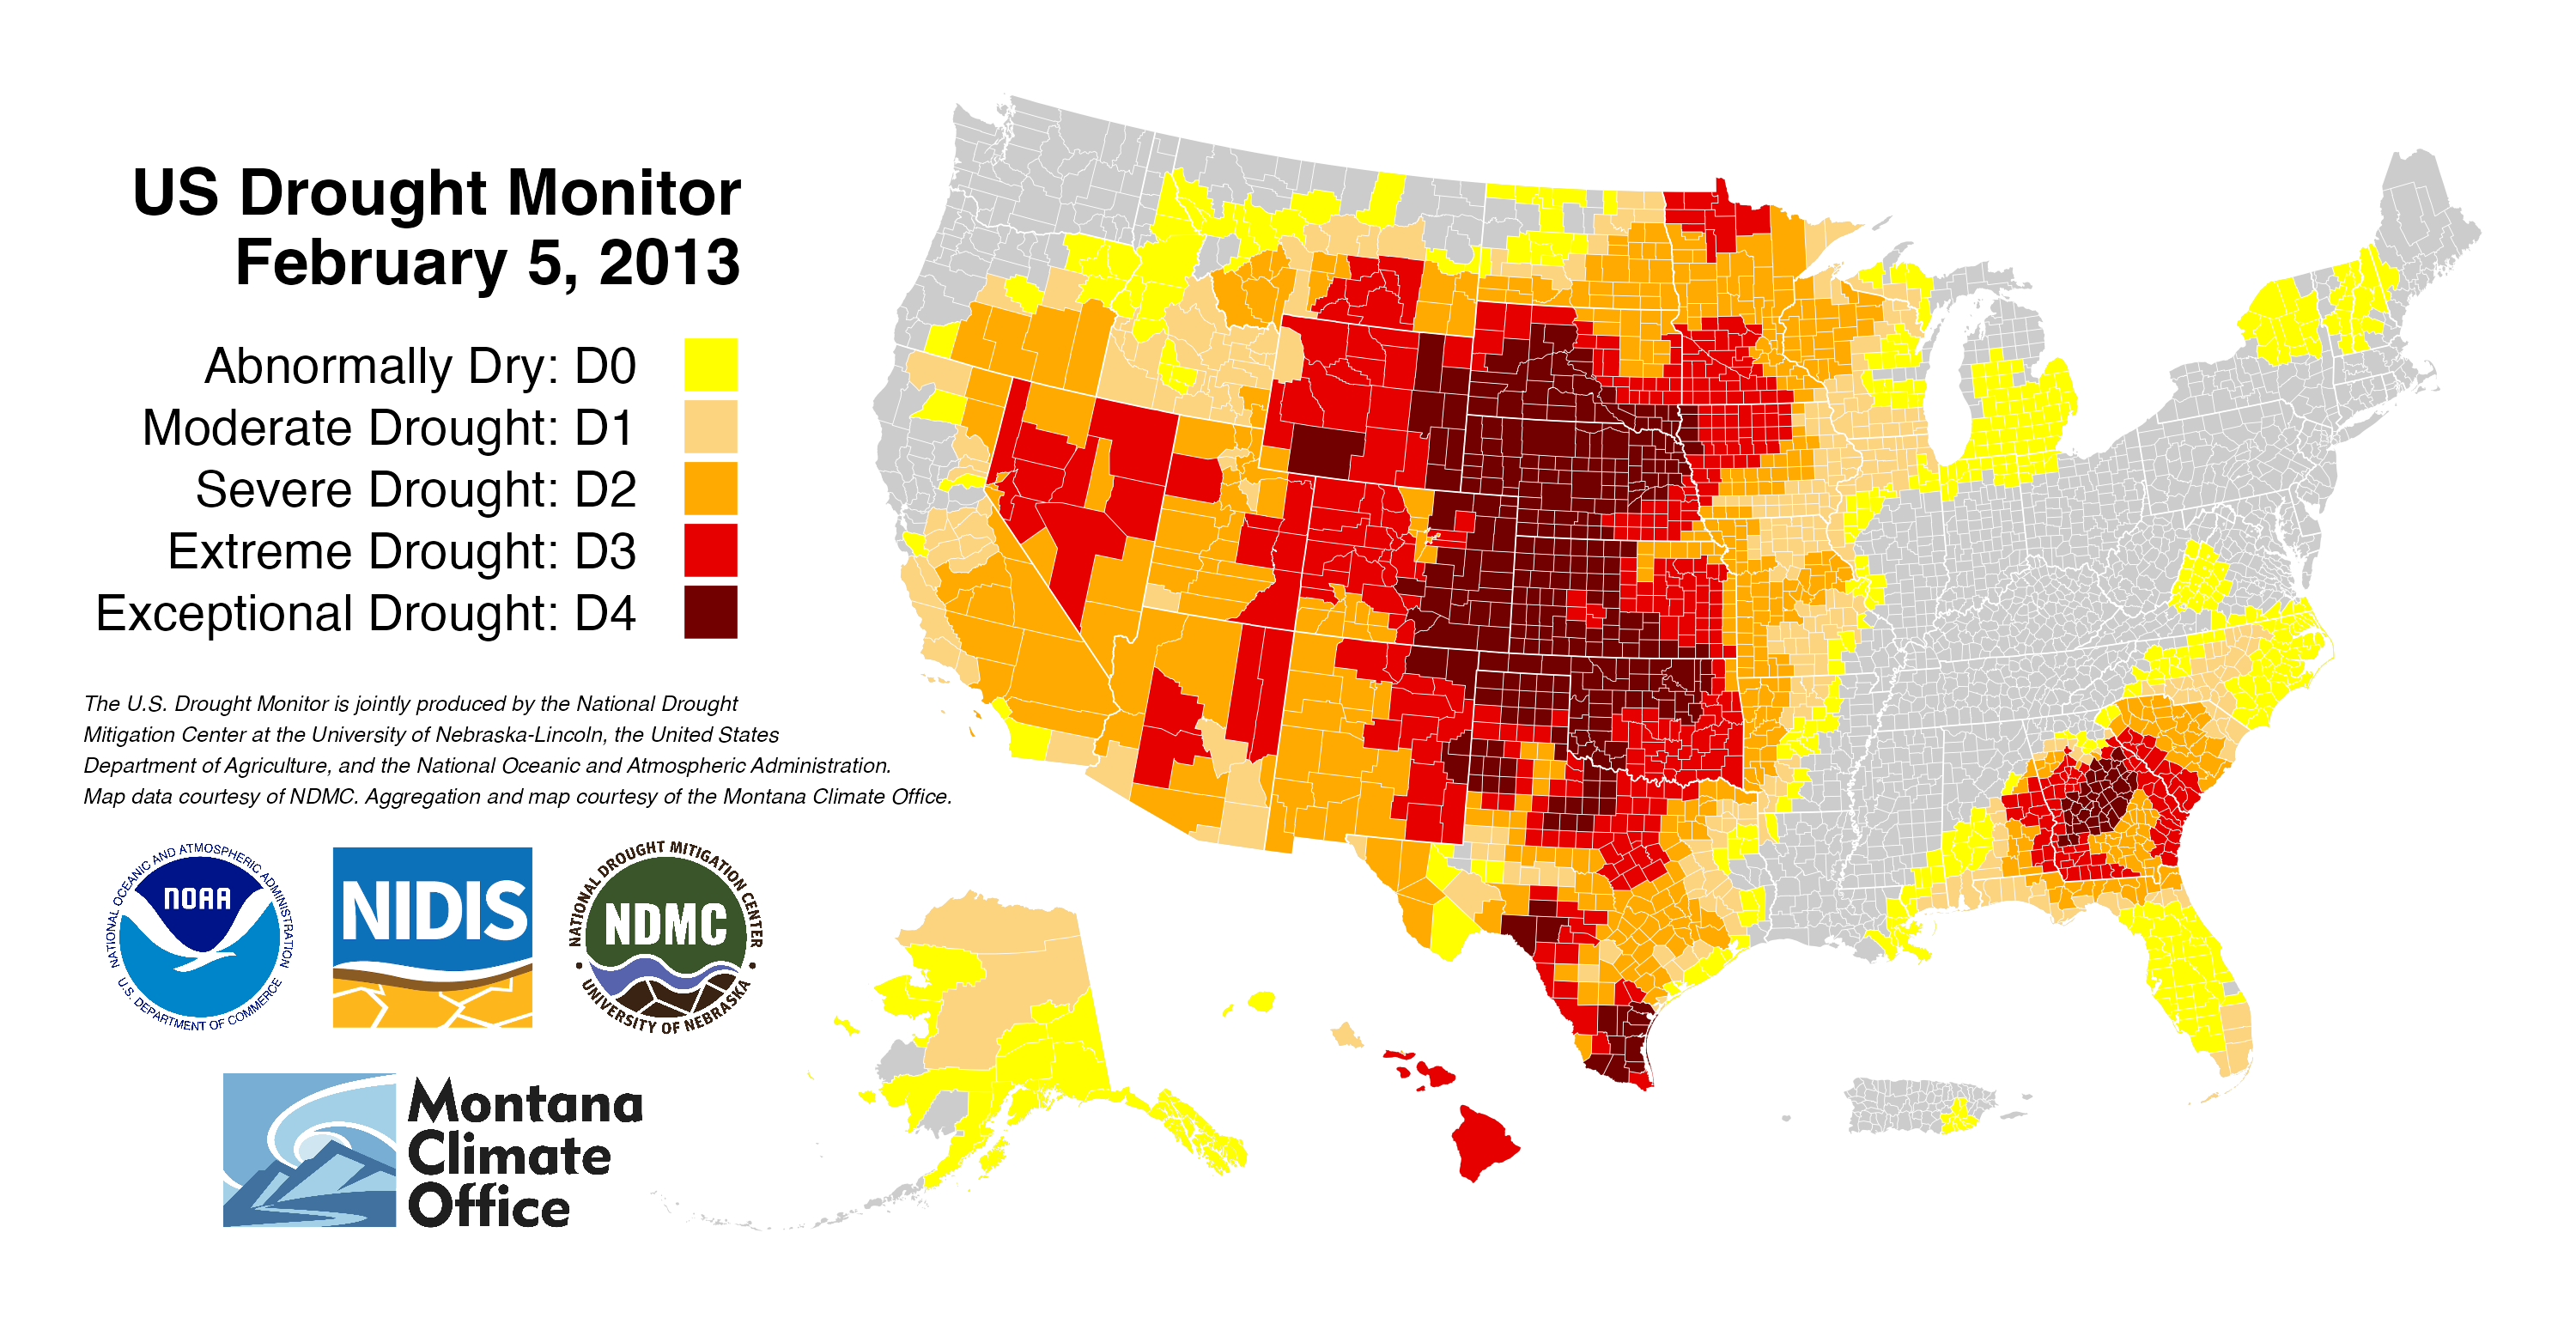 US Drought Monitor
February 5, 2013
Abnormally Dry: D0
Moderate Drought: D1
Severe Drought: D2
Extreme Drought: D3
Exceptional Drought: D4
The U.S. Drought Monitor is jointly produced by the National Drought
Mitigation Center at the University of Nebraska-Lincoln, the United States
Department of Agriculture, and the National Oceanic and Atmospheric Administration.
Map data courtesy of NDMC. Aggregation and map courtesy of the Montana Climate Office.
NATIONAL OCEANIC AND ATMOSPHERIC ADMINISTRATION
NOAA
U.S. DEPARTMENT OF COMMERCE
NIDIS
NATIONAL DROUGHT MITIGATION CENTER
NDMC
UNIVERSITY OF NEBRASKA
Montana
Climate
Office